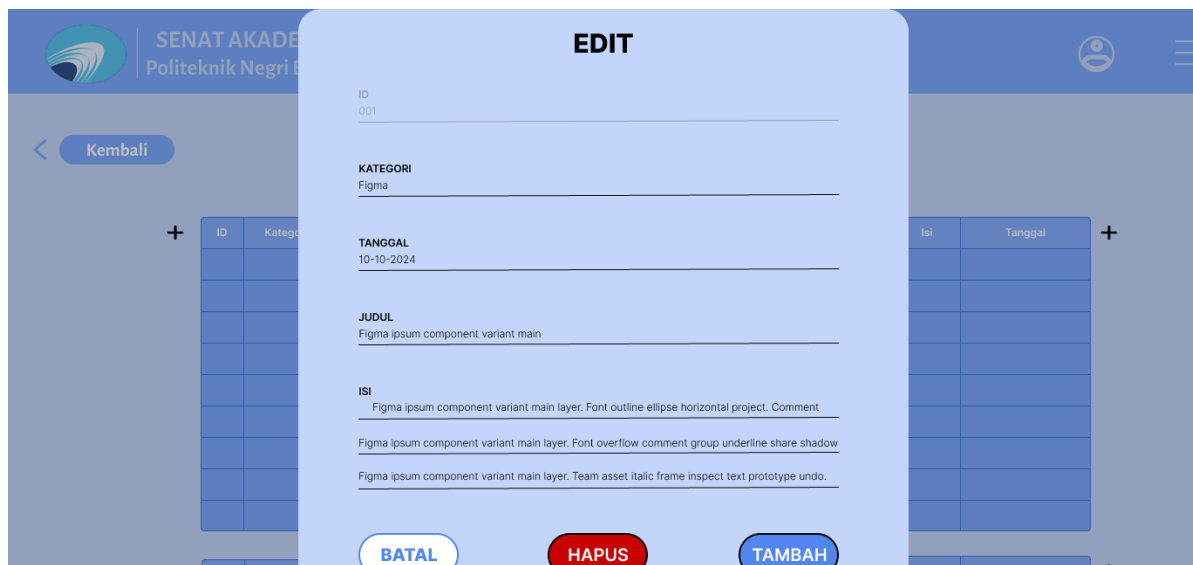 SENAT AKADE
Politeknik Negri B
EDIT
ID
001
Kembali
KATEGORI
Figma
ID Katego Isi Tanggal
TANGGAL
10-10-2024
JUDUL
Figma ipsum component variant main
ISI
Figma ipsum component variant main layer. Font outline ellipse horizontal project. Comment
Figma ipsum component variant main layer. Font overflow comment group underline share shadow
Figma ipsum component variant main layer. Team asset italic frame inspect text prototype undo.
BATAL HAPUS TAMBAH